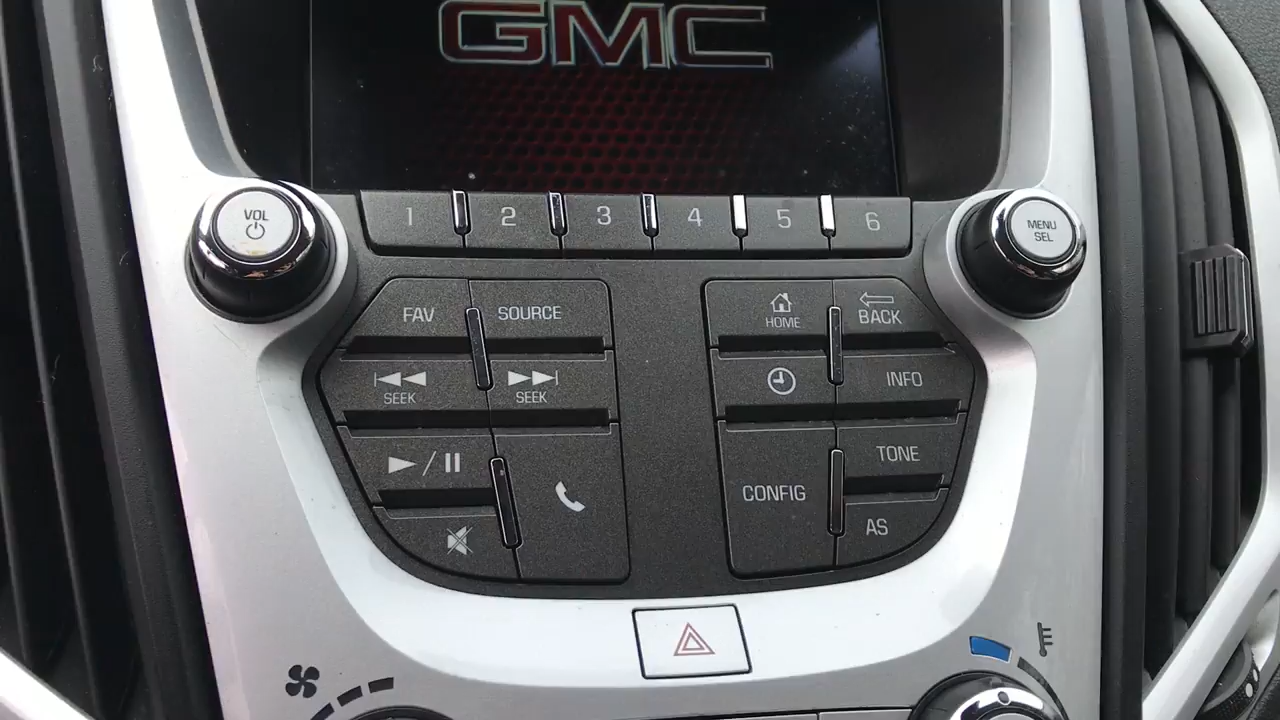 GMC
1 2 3 4 5 6
VOL
MENU
SEL
FAV SOURCE
HOME
BACK
SEEK SEEK
INFO
TONE
CONFIG
AS